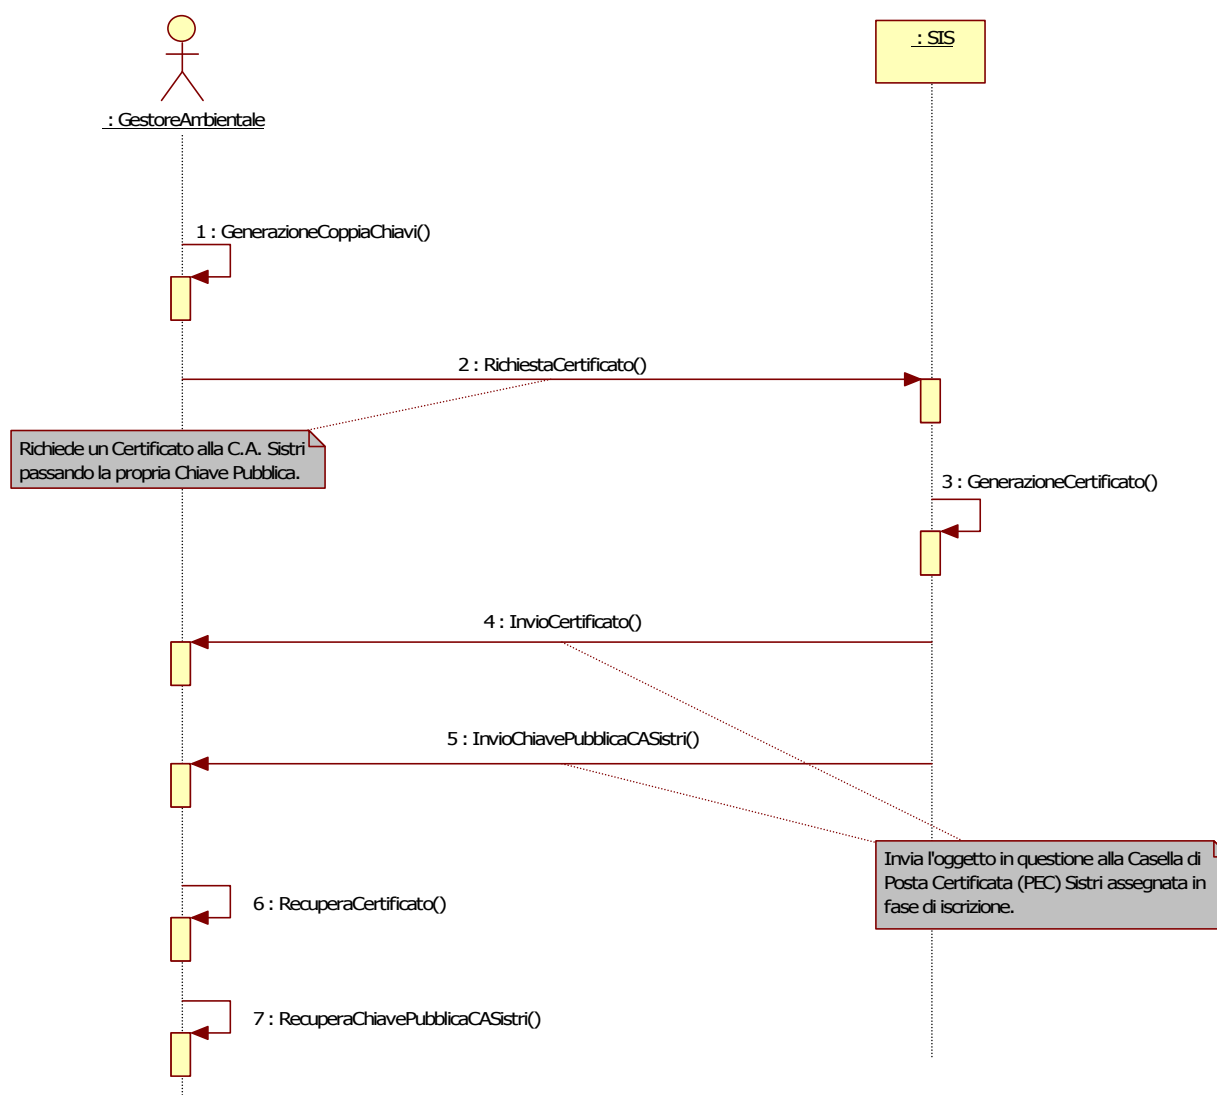 : SIS
: GestoreAmbientale
1 : GenerazioneCoppiaChiavi()
2 : RichiestaCertificato()
Richiede un Certificato alla C.A. Sistri
passando la propria Chiave Pubblica.
3 : GenerazioneCertificato()
4 : InvioCertificato()
5 : InvioChiavePubblicaCASistri()
Invia l'oggetto in questione alla Casella di
Posta Certificata (PEC) Sistri assegnata in
fase di iscrizione.
6 : RecuperaCertificato()
7 : RecuperaChiavePubblicaCASistri()